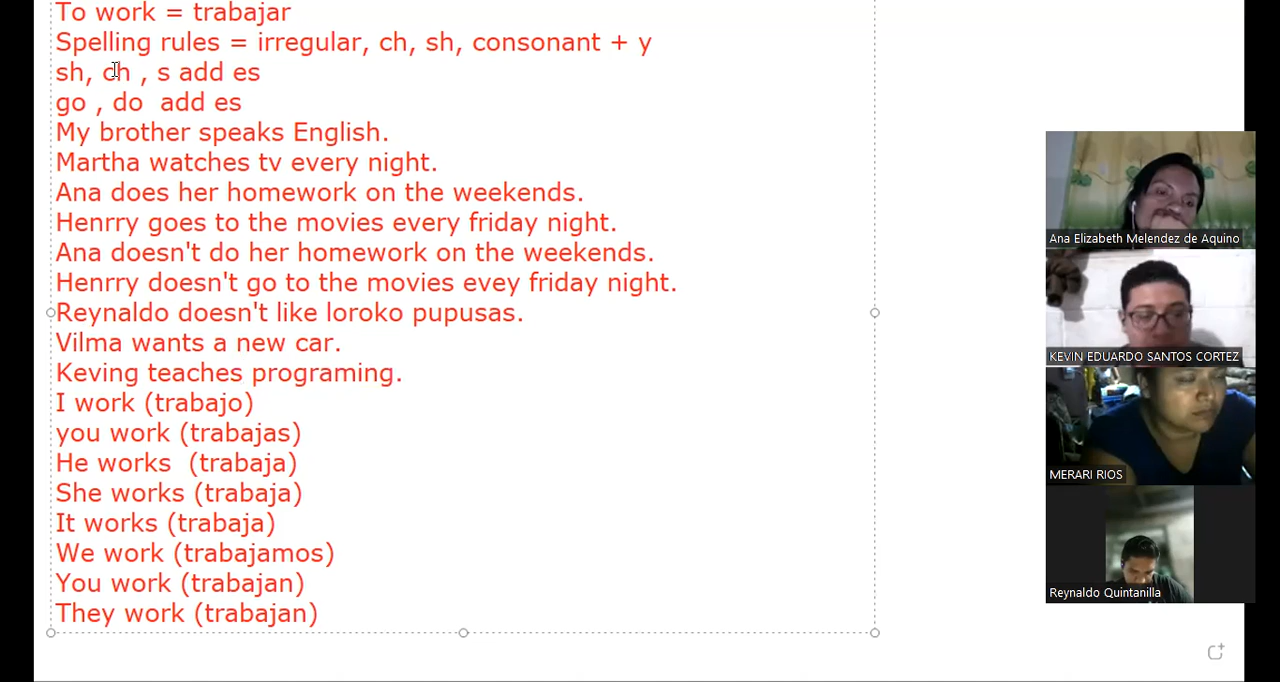 To work = trabajar
Spelling rules = irregular, ch, sh, consonant + y
sh, ch , s add es
go , do  add es
My brother speaks English.
Martha watches tv every night.
Ana does her homework on the weekends.
Henrry goes to the movies every friday night.
Ana doesn't do her homework on the weekends.
Henrry doesn't go to the movies evey friday night.
Reynaldo doesn't like loroko pupusas.
Vilma wants a new car.
Keving teaches programing.
I work (trabajo)
you work (trabajas)
He works  (trabaja)
She works (trabaja)
It works (trabaja)
We work (trabajamos)
You work (trabajan)
They work (trabajan)
Ana Elizabeth Melendez de Aquino
KEVIN EDUARDO SANTOS CORTEZ
MERARI RIOS
Reynaldo Quintanilla